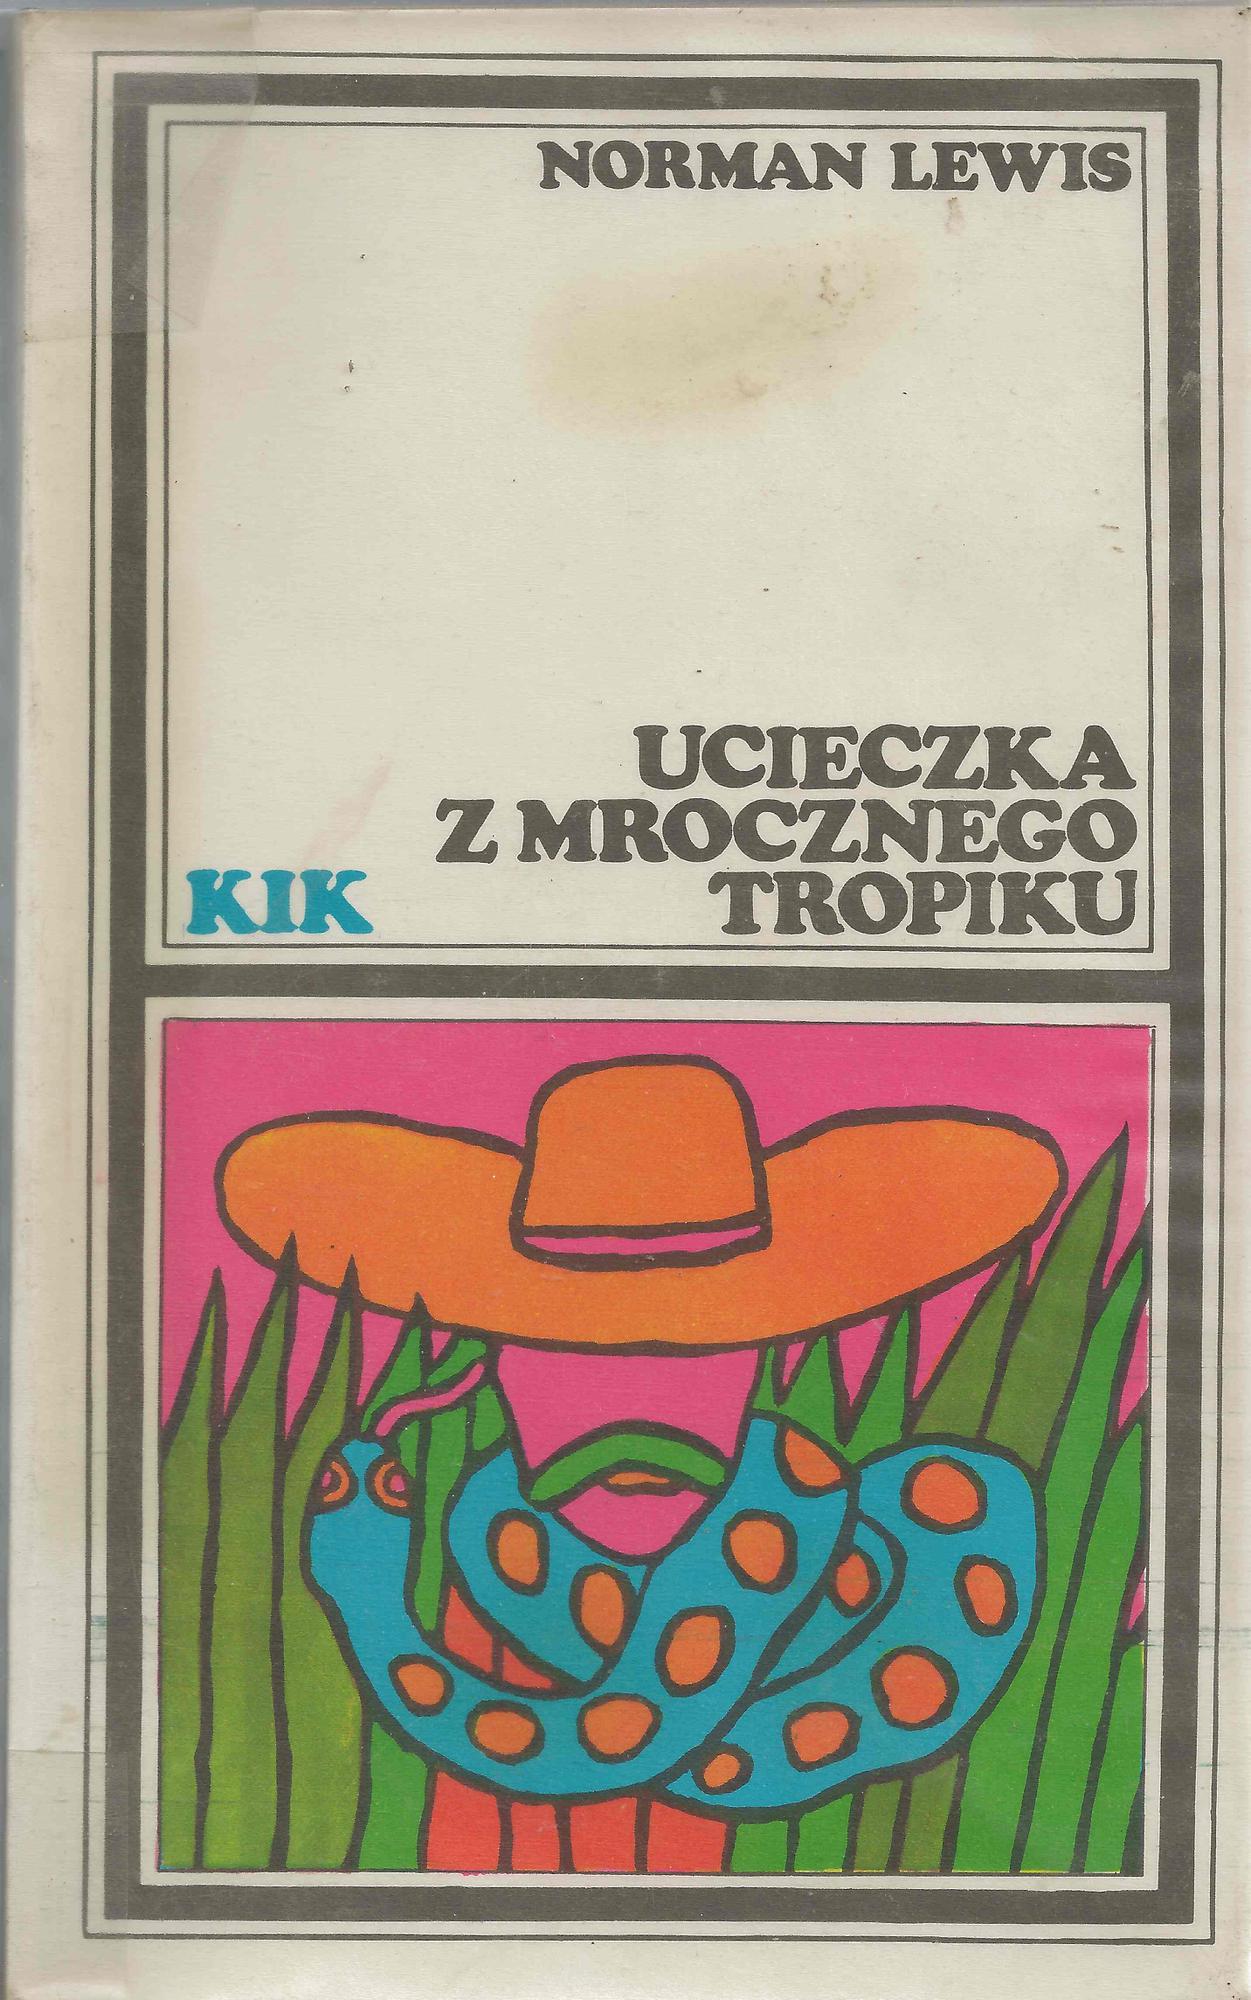 NORMAN LEWIS
UCIECZKA
Z MROCZNEGO
TROPIKU
KIK